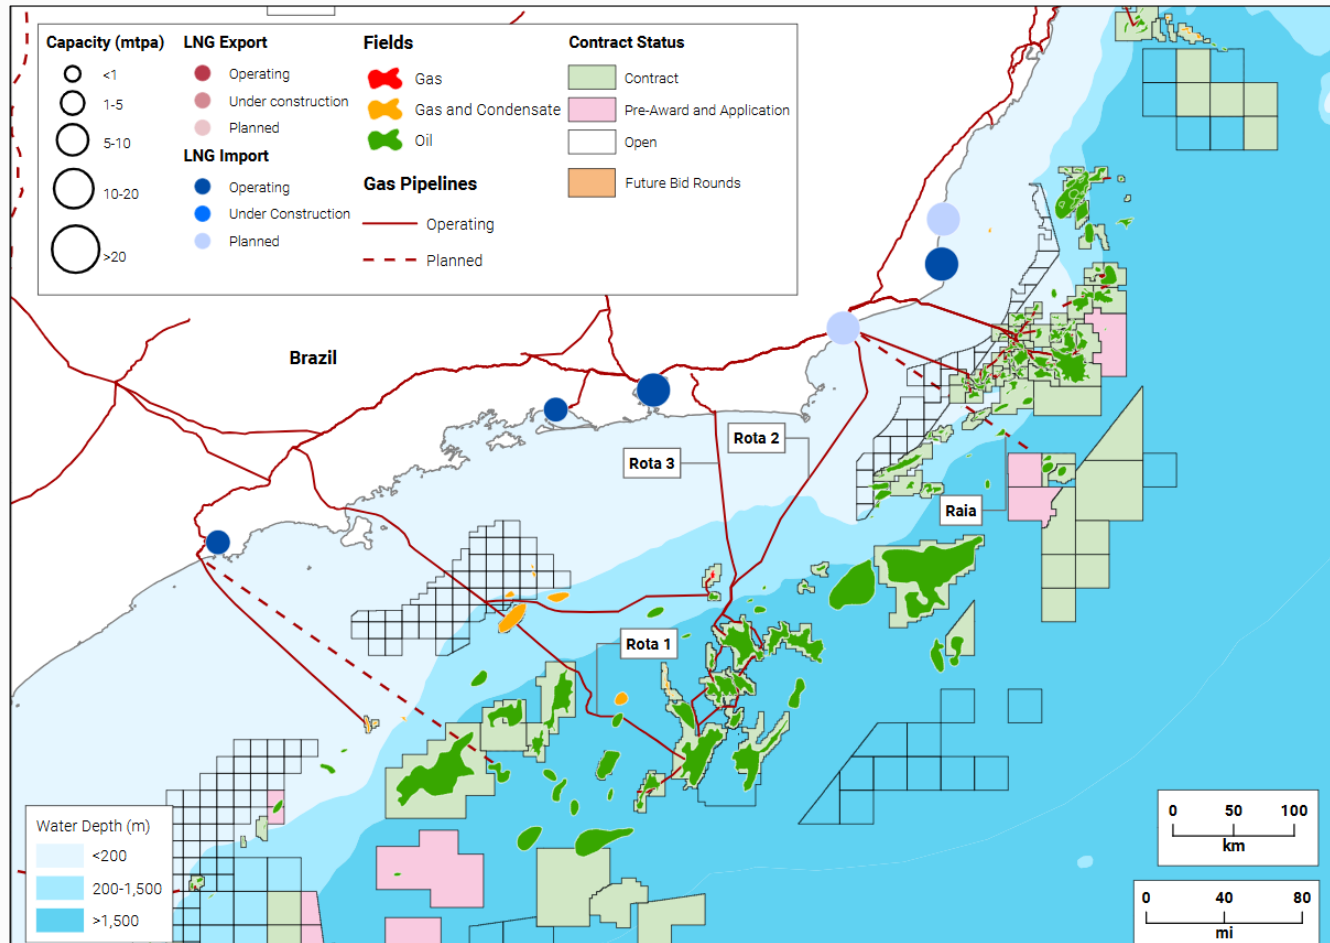 Capacity (mtpa)
<1
1-5
5-10
10-20
>20
LNG Export
Operating
Under construction
Planned
LNG Import
Operating
Under Construction
Planned
Fields
Gas
Gas and Condensate
Oil
Gas Pipelines
Operating
Planned
Contract Status
Contract
Pre-Award and Application
Open
Future Bid Rounds
Brazil
Rota 2
Rota 3
Raia
Rota 1
Water Depth (m)
<200
200-1,500
>1,500
0 50 100
km
0 40 80
mi